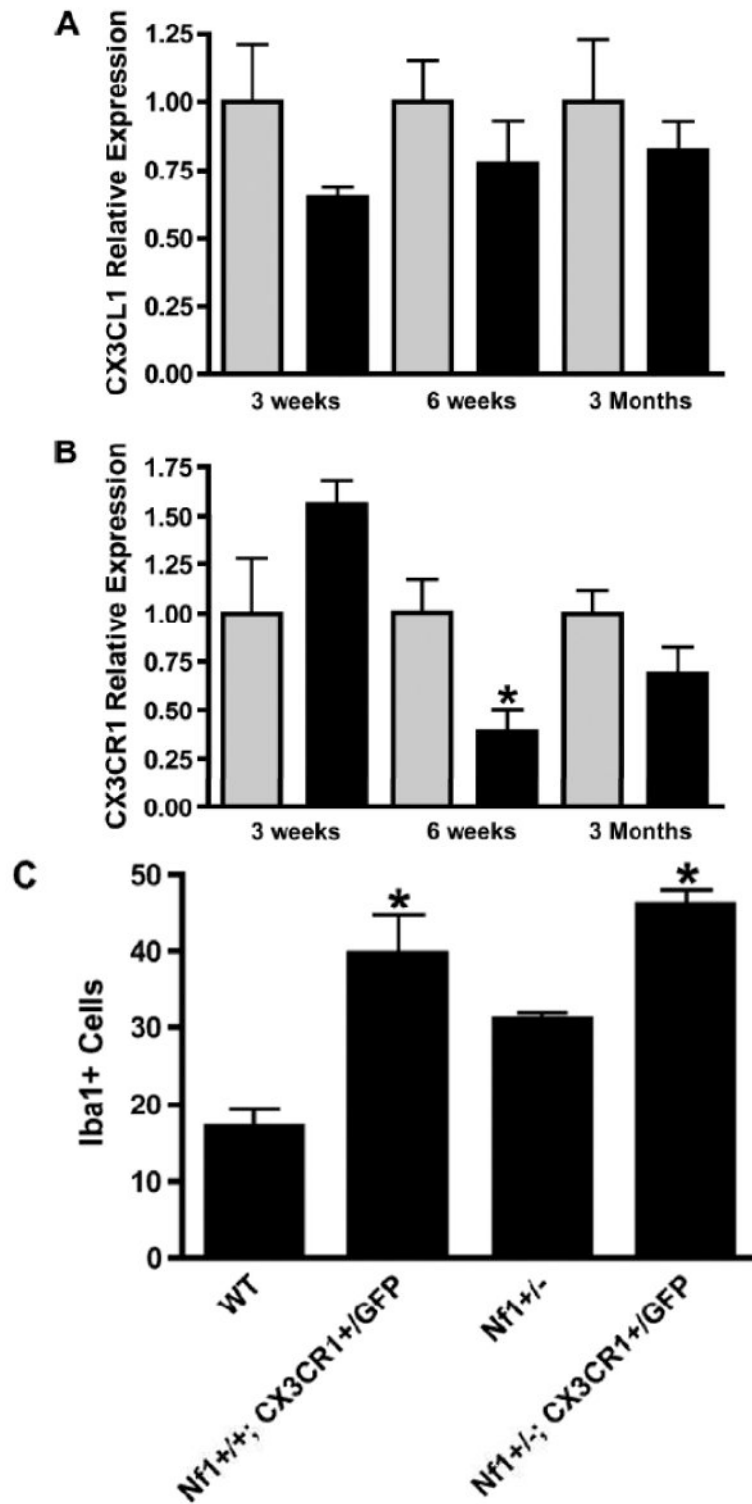 A
CX3CL1 Relative Expression
1.25
1.00
0.75
0.50
0.25
0.00
3 weeks 6 weeks 3 Months
B
CX3CR1 Relative Expression
1.75
1.50
1.25
1.00
0.75
0.50
0.25
0.00
*
3 weeks 6 weeks 3 Months
C
Iba1+ Cells
50
40
30
20
10
0
* *
WT
Nf1+/+; CX3CR1+/GFP
Nf1+/-
Nf1+/-; CX3CR1+/GFP